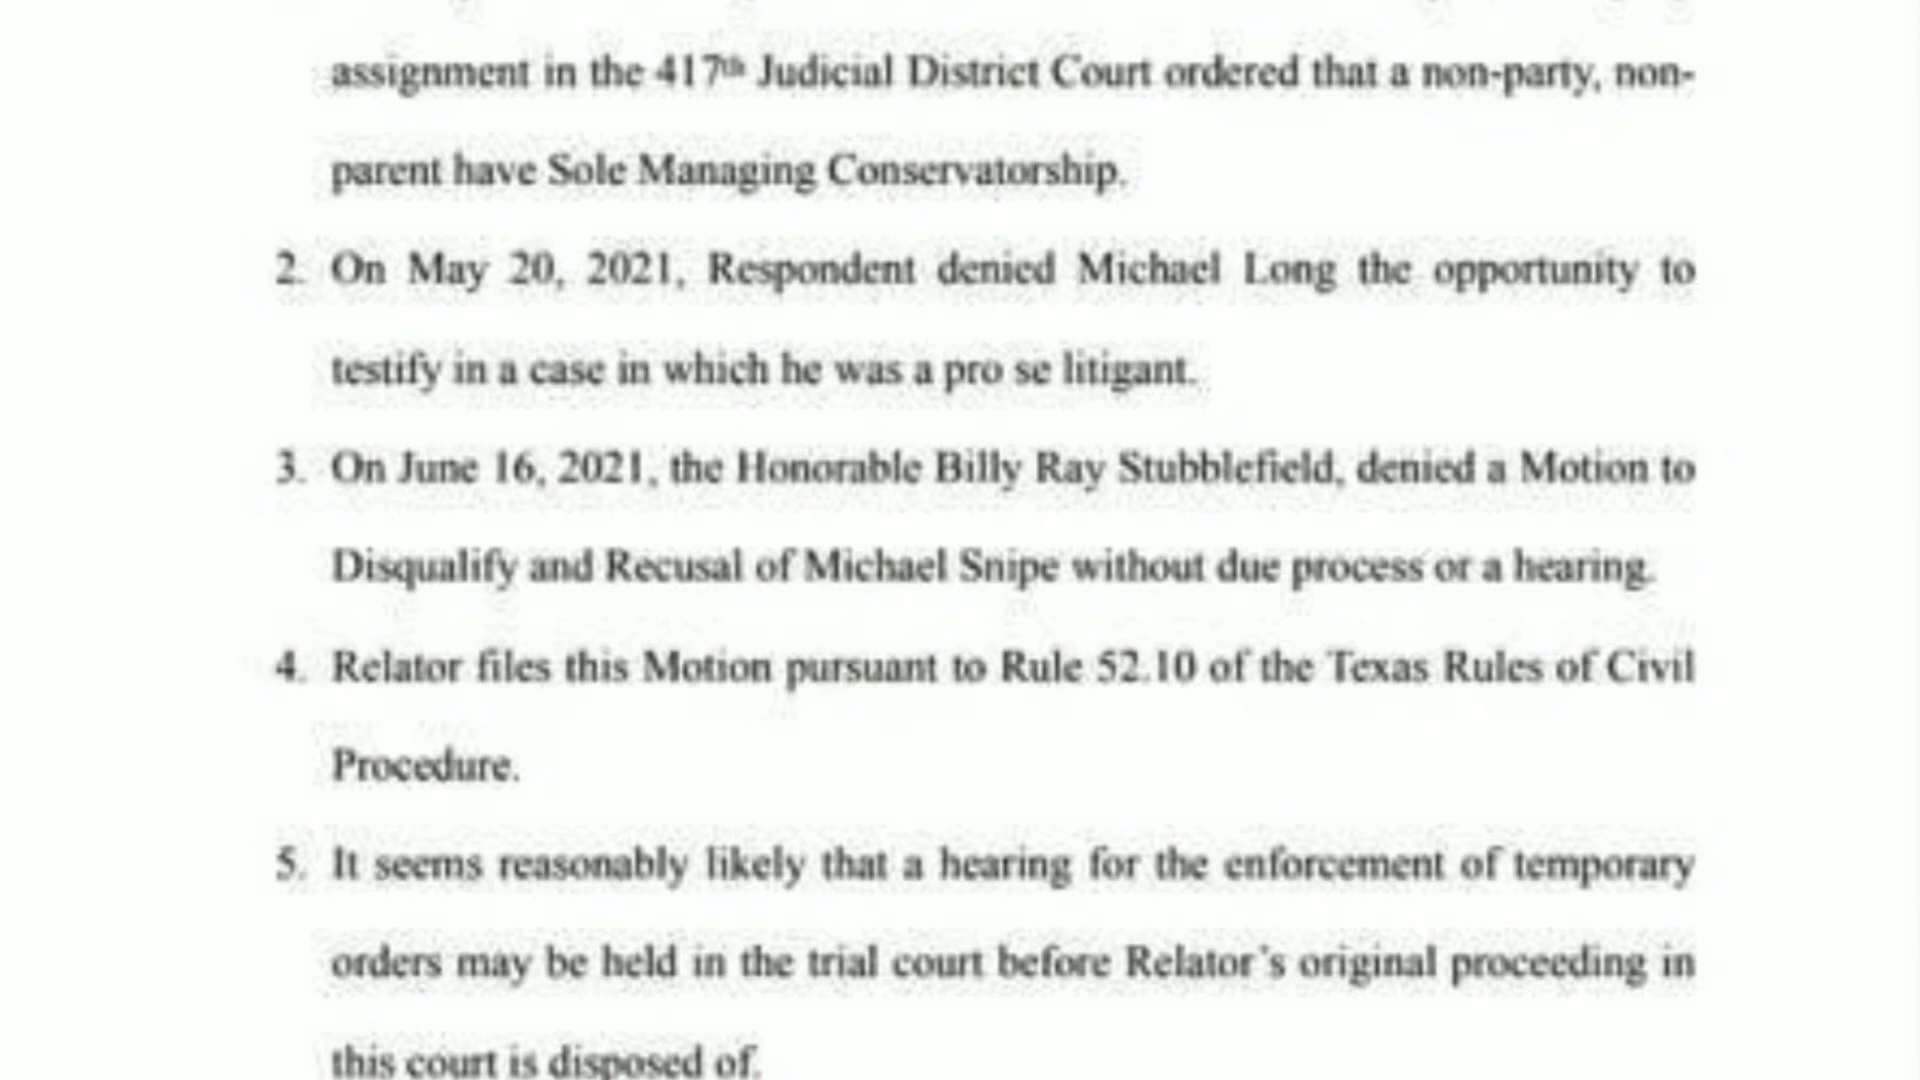 assignment in the 417th Judicial District Court ordered that a non-party, non-
parent have Sole Managing Conservatorship.
2. On May 20, 2021, Respondent denied Michael Long the opportunity to
testify in a case in which he was a pro se litigant.
3. On June 16, 2021, the Honorable Billy Ray Stubblefield, denied a Motion to
Disqualify and Recusal of Michael Snipe without due process or a hearing.
4. Relator files this Motion pursuant to Rule 52.10 of the Texas Rules of Civil
Procedure.
5. It seems reasonably likely that a hearing for the enforcement of temporary
orders may be held in the trial court before Relator's original proceeding in
this court is disposed of.